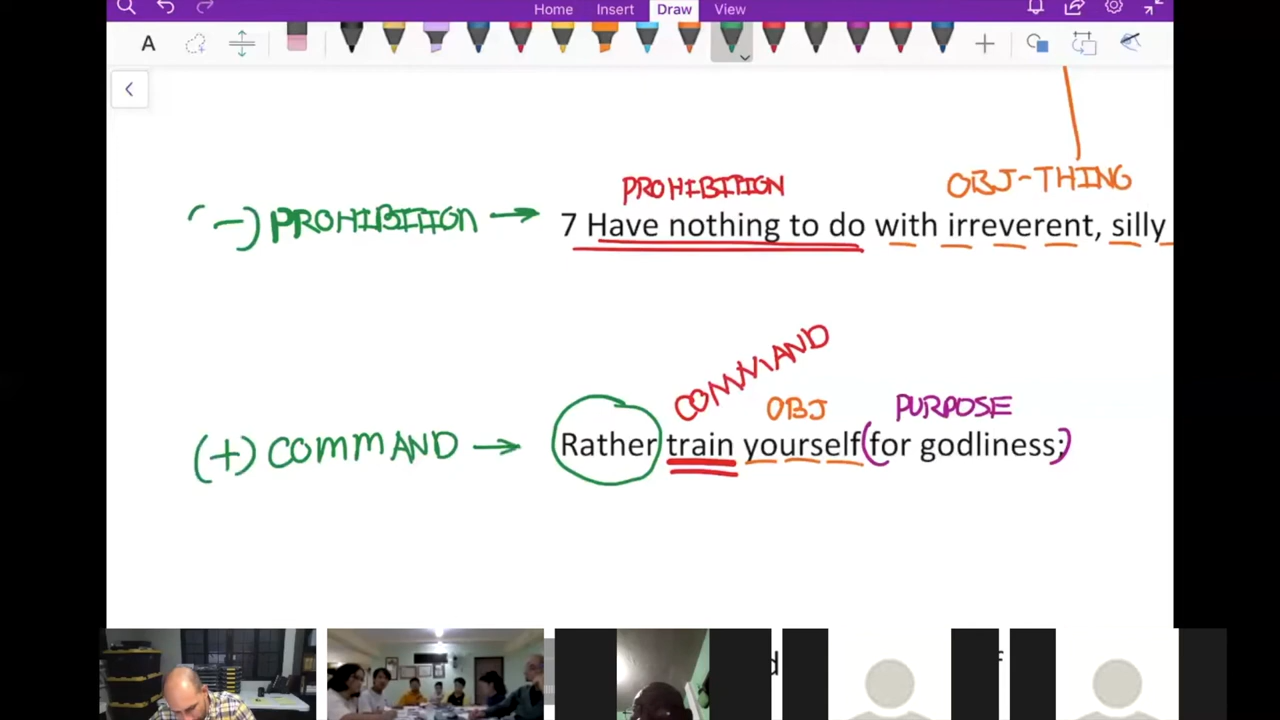 Home Insert Draw View
A
PROHIBITION OBJ-THING
(-) PROHIBITION → 7 Have nothing to do with irreverent, silly
COMMAND
OBJ PURPOSE
(+) COMMAND → Rather train yourself (for godliness;)